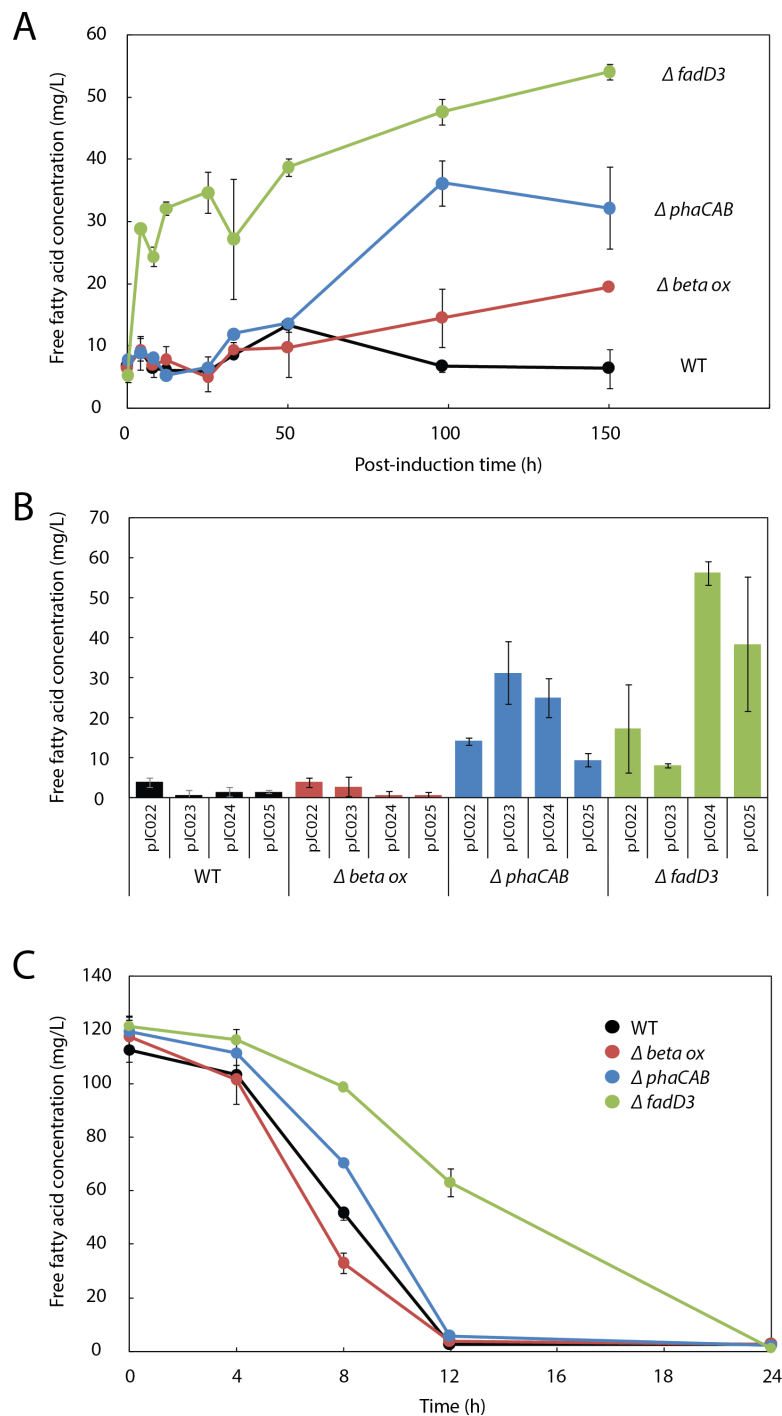 A
Free fatty acid concentration (mg/L)
60
50
40
30
20
10
0
Δ fadD3
Δ phaCAB
Δ beta ox
WT
0 50 100 150
Post-induction time (h)
B
Free fatty acid concentration (mg/L)
70
60
50
40
30
20
10
0
pJC022 pJC023 pJC024 pJC025 pJC022 pJC023 pJC024 pJC025 pJC022 pJC023 pJC024 pJC025 pJC022 pJC023 pJC024 pJC025
WT Δ beta ox Δ phaCAB Δ fadD3
C
Free fatty acid concentration (mg/L)
140
120
100
80
60
40
20
0
WT
Δ beta ox
Δ phaCAB
Δ fadD3
0 4 8 12 16 20 24
Time (h)